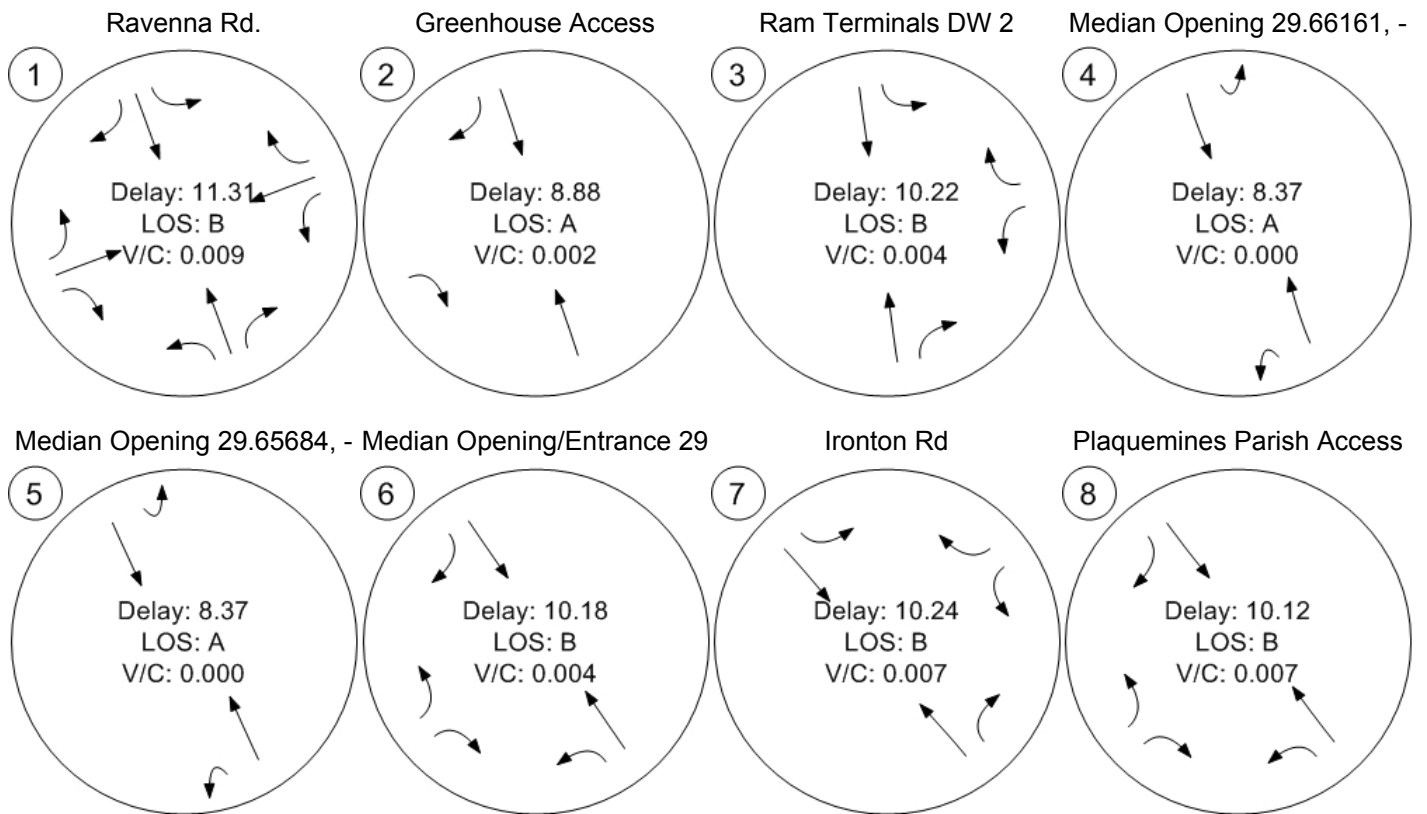 Ravenna Rd.
1
Delay: 11.31
LOS: B
V/C: 0.009
Greenhouse Access
2
Delay: 8.88
LOS: A
V/C: 0.002
Ram Terminals DW 2
3
Delay: 10.22
LOS: B
V/C: 0.004
Median Opening 29.66161, -
4
Delay: 8.37
LOS: A
V/C: 0.000
Median Opening 29.65684, -
5
Delay: 8.37
LOS: A
V/C: 0.000
Median Opening/Entrance 29
6
Delay: 10.18
LOS: B
V/C: 0.004
Ironton Rd
7
Delay: 10.24
LOS: B
V/C: 0.007
Plaquemines Parish Access
8
Delay: 10.12
LOS: B
V/C: 0.007